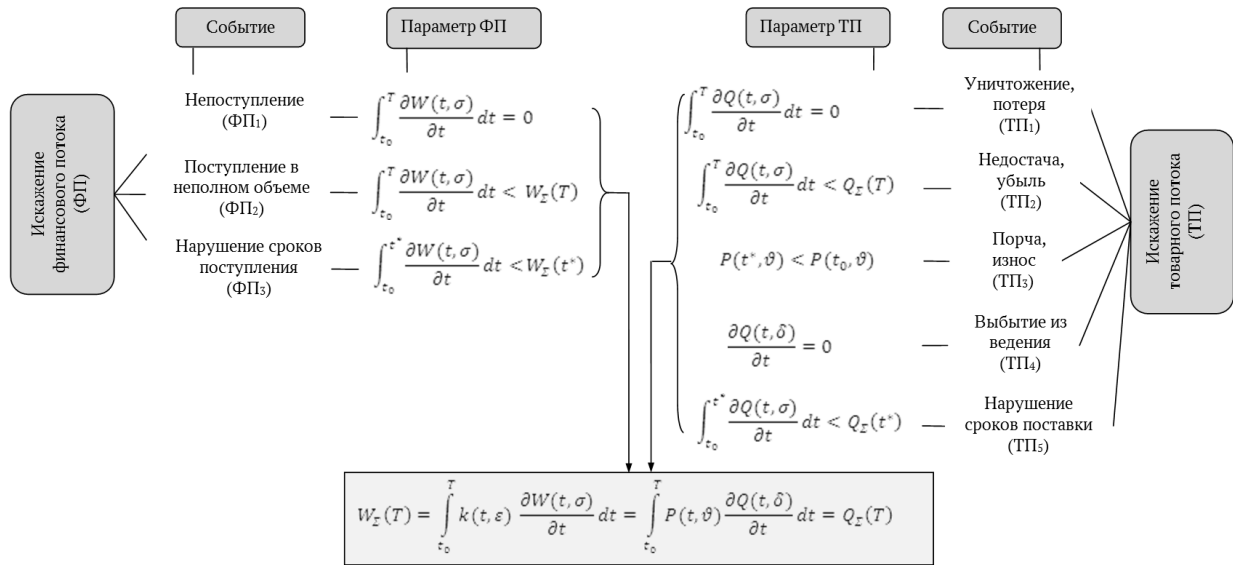 Событие
Параметр ФП
Параметр ТП
Событие
Искажение
финансового потока
(ФП)
Непоступление
(ФП₁)
∫_{t₀}^{T} ∂W(t, σ)/∂t dt = 0
Поступление в
неполном объеме
(ФП₂)
∫_{t₀}^{T} ∂W(t, σ)/∂t dt < W_Σ(T)
Нарушение сроков
поступления
(ФП₃)
∫_{t₀}^{t*} ∂W(t, σ)/∂t dt < W_Σ(t*)
∫_{t₀}^{T} ∂Q(t, σ)/∂t dt = 0
Уничтожение,
потеря
(ТП₁)
∫_{t₀}^{T} ∂Q(t, σ)/∂t dt < Q_Σ(T)
Недостача,
убыль
(ТП₂)
P(t*, ϑ) < P(t₀, ϑ)
Порча,
износ
(ТП₃)
∂Q(t, δ)/∂t = 0
Выбытие из
ведения
(ТП₄)
∫_{t₀}^{t*} ∂Q(t, σ)/∂t dt < Q_Σ(t*)
Нарушение
сроков поставки
(ТП₅)
Искажение
товарного потока
(ТП)
W_Σ(T) = ∫_{t₀}^{T} k(t, ε) ∂W(t, σ)/∂t dt = ∫_{t₀}^{T} P(t, ϑ) ∂Q(t, δ)/∂t dt = Q_Σ(T)